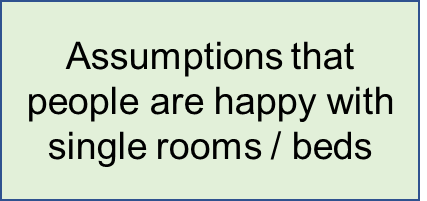 Assumptions that
people are happy with
single rooms / beds